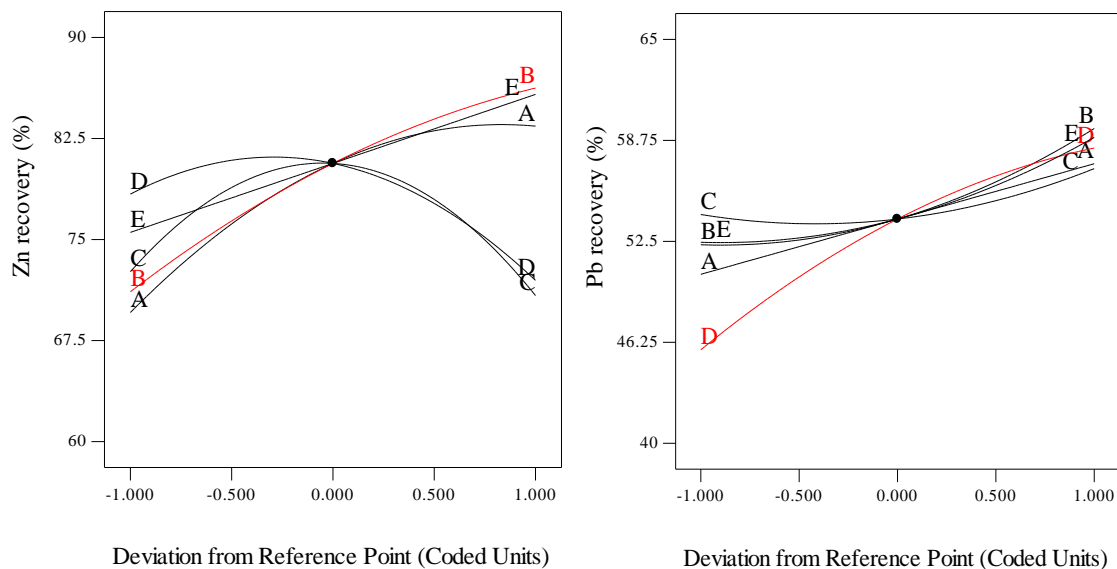 90
82.5
75
67.5
60
Zn recovery (%)
D
E
C
B
A
B
E
A
D
C
-1.000
-0.500
0.000
0.500
1.000
Deviation from Reference Point (Coded Units)
65
58.75
52.5
46.25
40
Pb recovery (%)
C
B
E
A
D
B
E
D
A
C
-1.000
-0.500
0.000
0.500
1.000
Deviation from Reference Point (Coded Units)